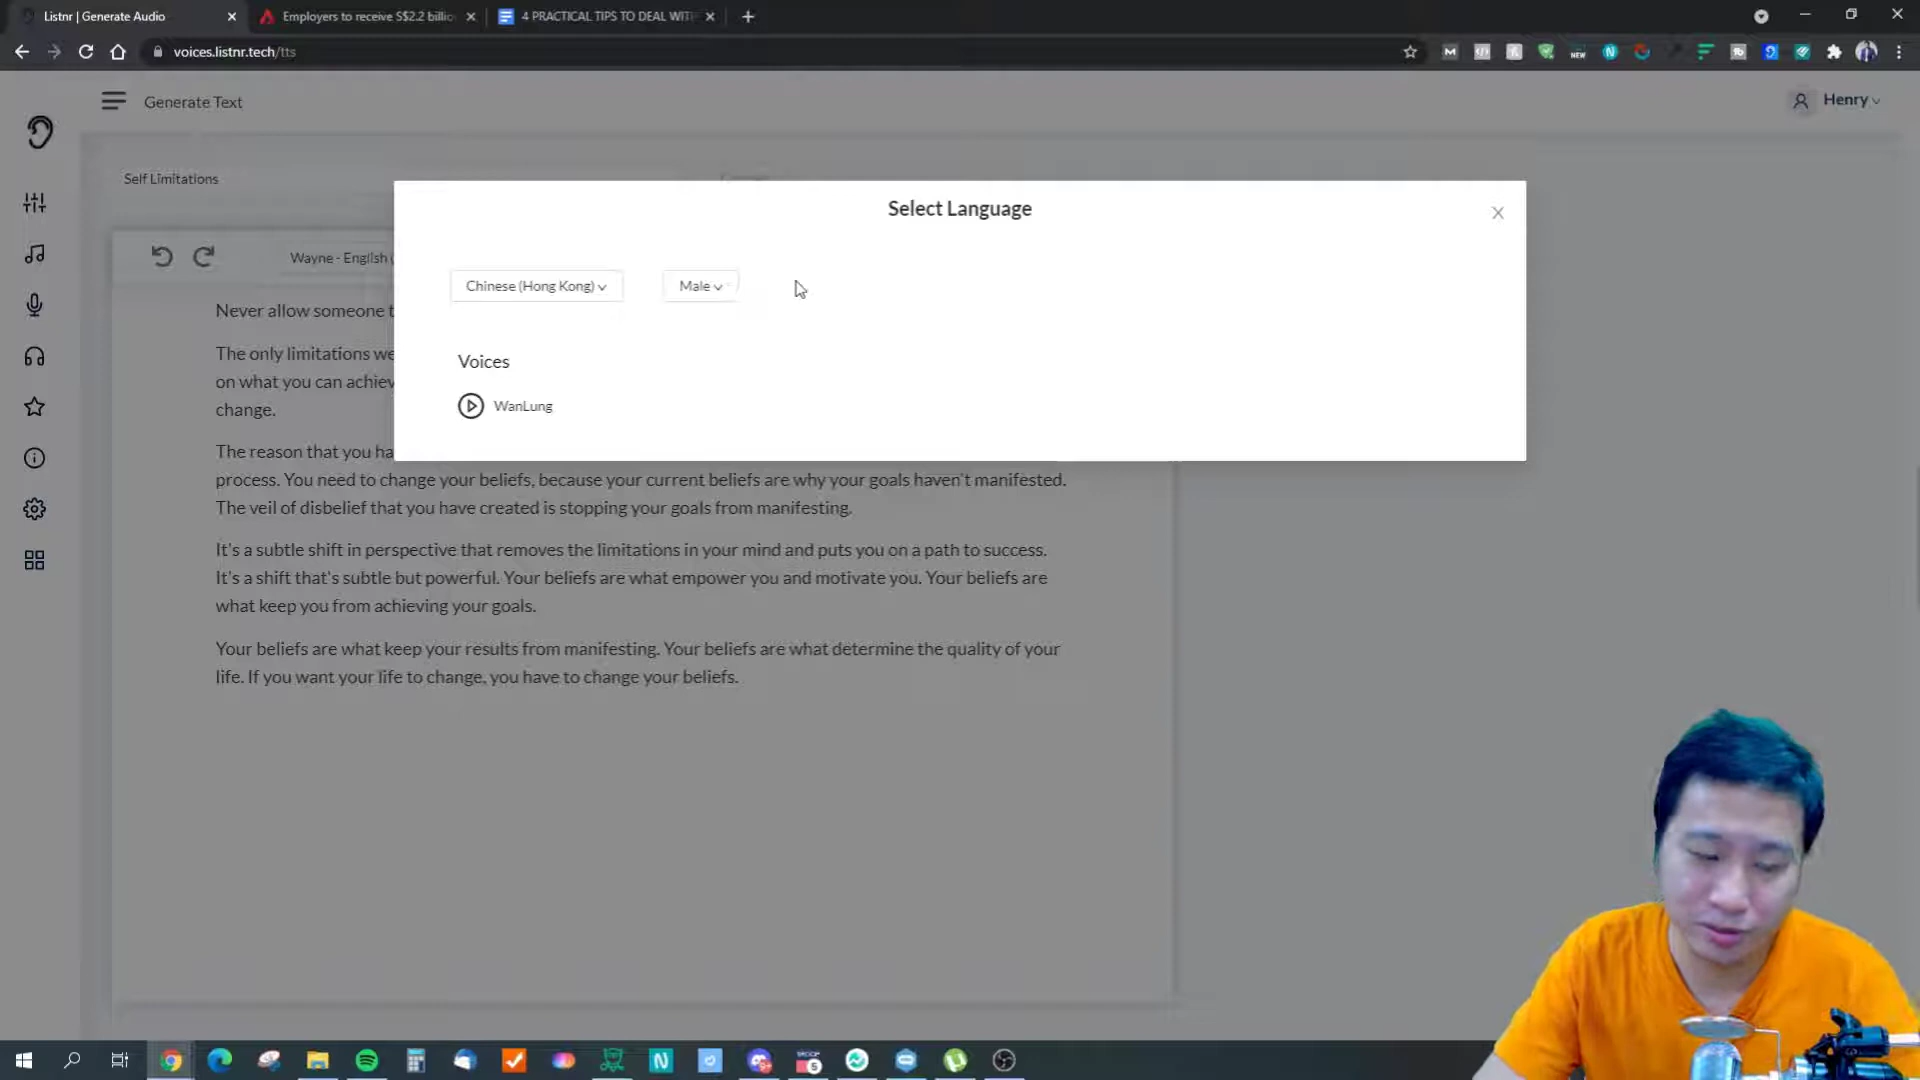 Listnr | Generate Audio
Employers to receive S$2.2 billio
4 PRACTICAL TIPS TO DEAL WIT
voices.listnr.tech/tts
Generate Text
Henry
Self Limitations
Select Language
Wayne - English (
Chinese (Hong Kong)
Male
Never allow someone t
The only limitations we
on what you can achiev
change.
Voices
WanLung
The reason that you ha
process. You need to change your beliefs, because your current beliefs are why your goals haven't manifested.
The veil of disbelief that you have created is stopping your goals from manifesting.
It's a subtle shift in perspective that removes the limitations in your mind and puts you on a path to success.
It's a shift that's subtle but powerful. Your beliefs are what empower you and motivate you. Your beliefs are
what keep you from achieving your goals.
Your beliefs are what keep your results from manifesting. Your beliefs are what determine the quality of your
life. If you want your life to change, you have to change your beliefs.